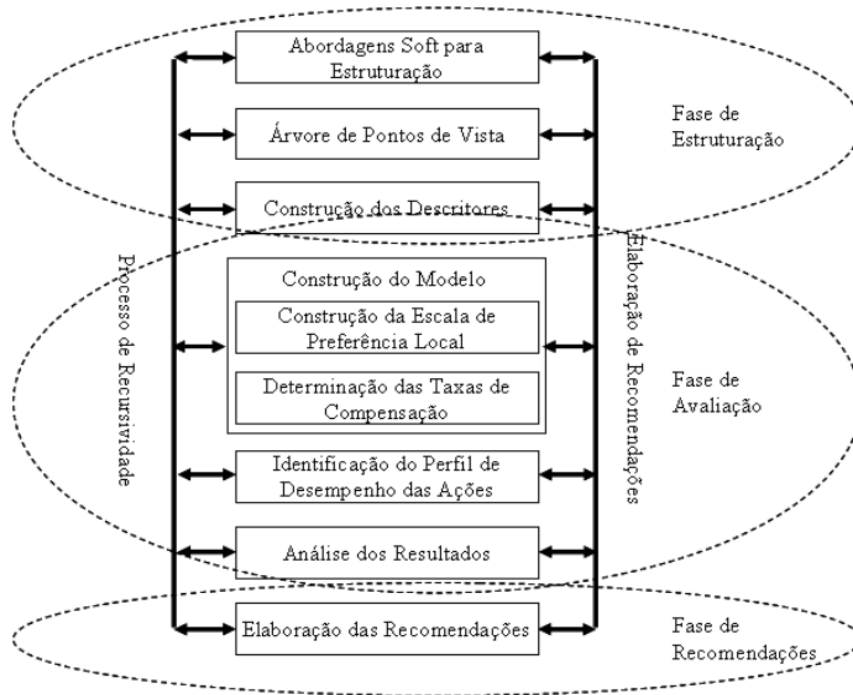 Abordagens Soft para
Estruturação
Árvore de Pontos de Vista
Fase de
Estruturação
Construção dos Descritores
Processo de Recursividade
Elaboração de Recomendações
Construção do Modelo
Construção da Escala de
Preferência Local
Determinação das Taxas de
Compensação
Fase de
Avaliação
Identificação do Perfil de
Desempenho das Ações
Análise dos Resultados
Elaboração das Recomendações
Fase de
Recomendações